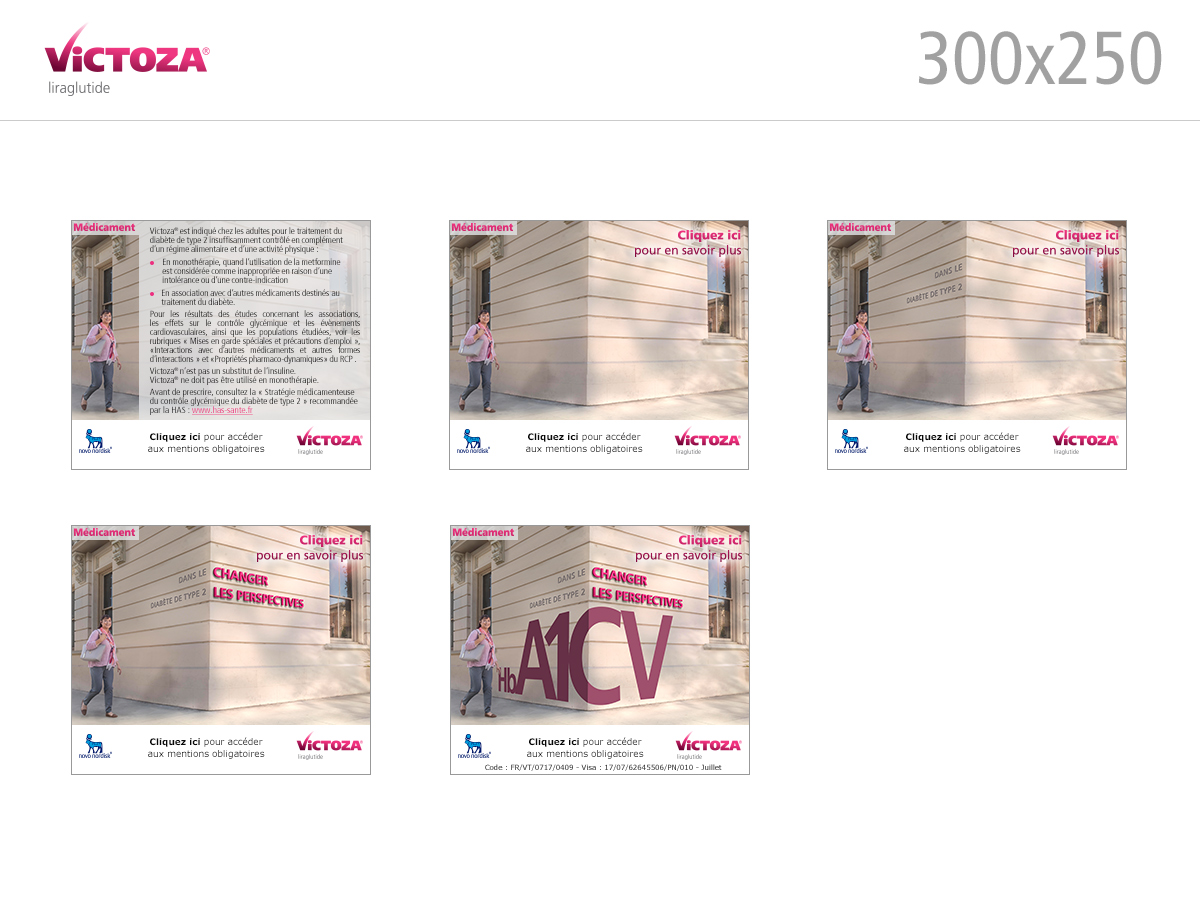 ViCTOZA®
liraglutide
300x250
Médicament
Victoza® est indiqué chez les adultes pour le traitement du
diabète de type 2 insuffisamment contrôlé en complément
d'un régime alimentaire et d'une activité physique :
En monothérapie, quand l'utilisation de la metformine
est considérée comme inappropriée en raison d'une
intolérance ou d'une contre-indication
En association avec d'autres médicaments destinés au
traitement du diabète.
Pour les résultats des études concernant les associations,
les effets sur le contrôle glycémique et les évènements
cardiovasculaires, ainsi que les populations étudiées, voir les
rubriques « Mises en garde spéciales et précautions d'emploi »,
«Interactions avec d'autres médicaments et autres formes
d'interactions » et «Propriétés pharmaco-dynamiques» du RCP .
Victoza® n'est pas un substitut de l'insuline.
Victoza® ne doit pas être utilisé en monothérapie.
Avant de prescrire, consultez la « Stratégie médicamenteuse
du contrôle glycémique du diabète de type 2 » recommandée
par la HAS : www.has-sante.fr
novo nordisk®
Cliquez ici pour accéder
aux mentions obligatoires
ViCTOZA®
liraglutide
Médicament
Cliquez ici
pour en savoir plus
novo nordisk®
Cliquez ici pour accéder
aux mentions obligatoires
ViCTOZA®
liraglutide
Médicament
Cliquez ici
pour en savoir plus
DANS LE
DIABÈTE DE TYPE 2
novo nordisk®
Cliquez ici pour accéder
aux mentions obligatoires
ViCTOZA®
liraglutide
Médicament
Cliquez ici
pour en savoir plus
DANS LE CHANGER
DIABÈTE DE TYPE 2 LES PERSPECTIVES
novo nordisk®
Cliquez ici pour accéder
aux mentions obligatoires
ViCTOZA®
liraglutide
Médicament
Cliquez ici
pour en savoir plus
DANS LE CHANGER
DIABÈTE DE TYPE 2 LES PERSPECTIVES
HbA1CV
novo nordisk®
Cliquez ici pour accéder
aux mentions obligatoires
ViCTOZA®
liraglutide
Code : FR/VT/0717/0409 - Visa : 17/07/62645506/PN/010 - Juillet